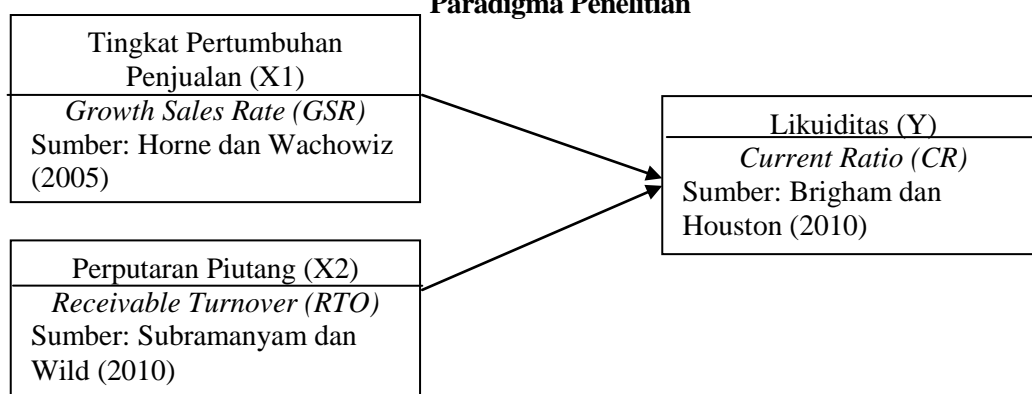 Paradigma Penelitian
Tingkat Pertumbuhan
Penjualan (X1)
Growth Sales Rate (GSR)
Sumber: Horne dan Wachowiz
(2005)
Perputaran Piutang (X2)
Receivable Turnover (RTO)
Sumber: Subramanyam dan
Wild (2010)
Likuiditas (Y)
Current Ratio (CR)
Sumber: Brigham dan
Houston (2010)